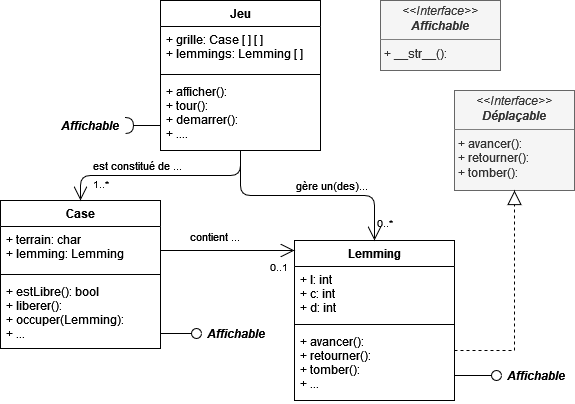 Jeu
+ grille: Case [ ] [ ]
+ lemmings: Lemming [ ]
+ afficher():
+ tour():
+ demarrer():
+ ....
Affichable
<<Interface>>
Affichable
+ __str__():
<<Interface>>
Déplaçable
+ avancer():
+ retourner():
+ tomber():
est constitué de ...
1..*
gère un(des)...
0..*
Case
+ terrain: char
+ lemming: Lemming
+ estLibre(): bool
+ liberer():
+ occuper(Lemming):
+ ...
Affichable
contient ...
0..1
Lemming
+ l: int
+ c: int
+ d: int
+ avancer():
+ retourner():
+ tomber():
+ ...
Affichable